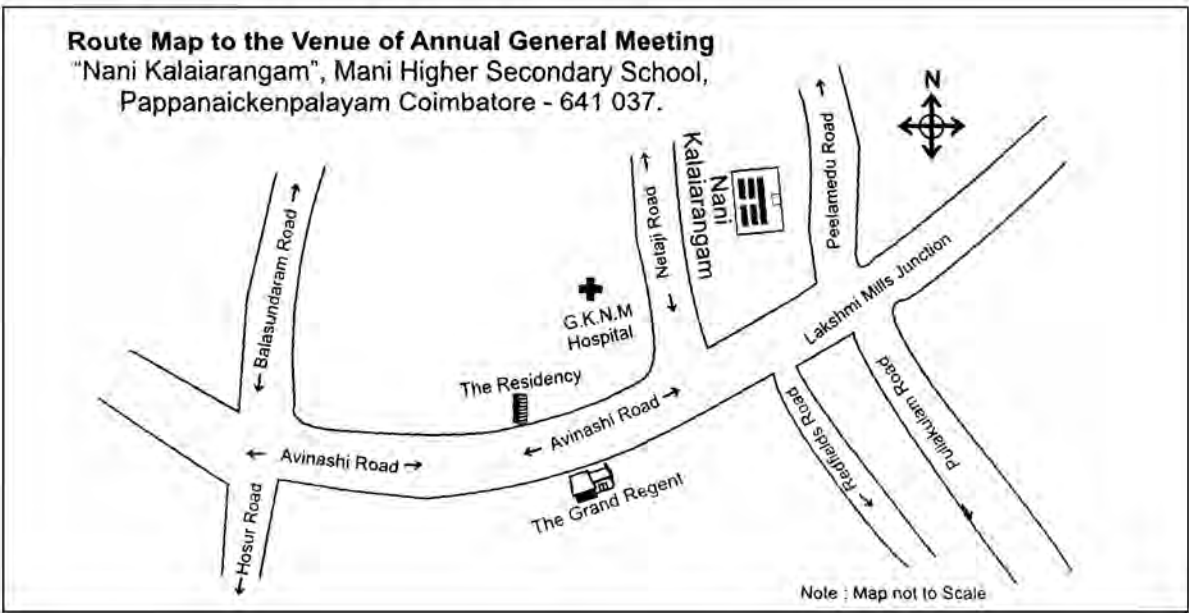 Route Map to the Venue of Annual General Meeting
"Nani Kalaiarangam", Mani Higher Secondary School,
Pappanaickenpalayam Coimbatore - 641 037.
N
Balasundaram Road
Netaji Road
Nani
Kalaiarangam
Peelamedu Road
G.K.N.M
Hospital
Lakshmi Mills Junction
The Residency
Avinashi Road
Avinashi Road
The Grand Regent
Redfields Road
Puliakulam Road
Hosur Road
Note : Map not to Scale